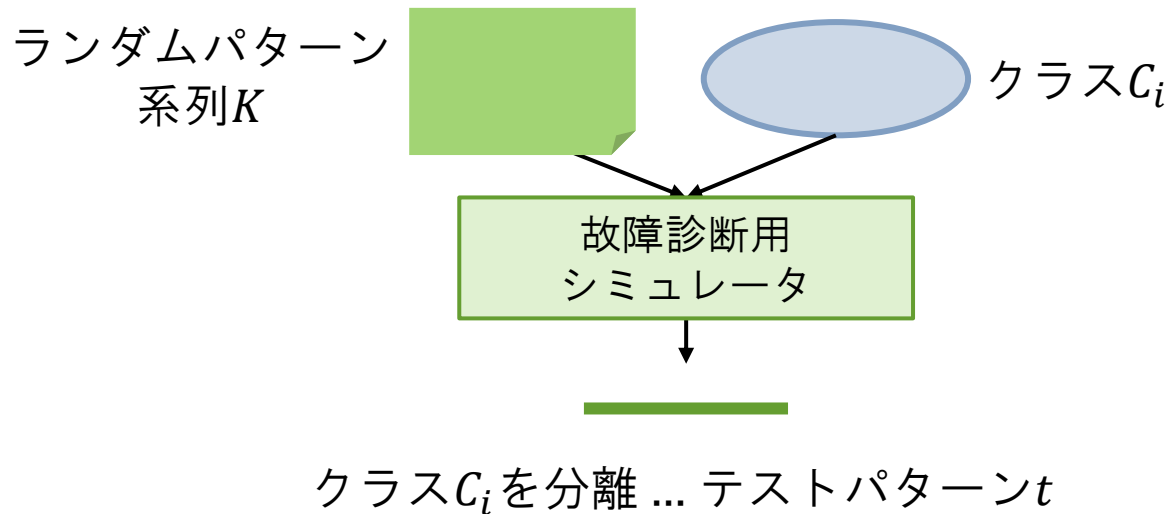 ランダムパターン
系列K
クラスC_i
故障診断用
シミュレータ
クラスC_iを分離 ... テストパターンt